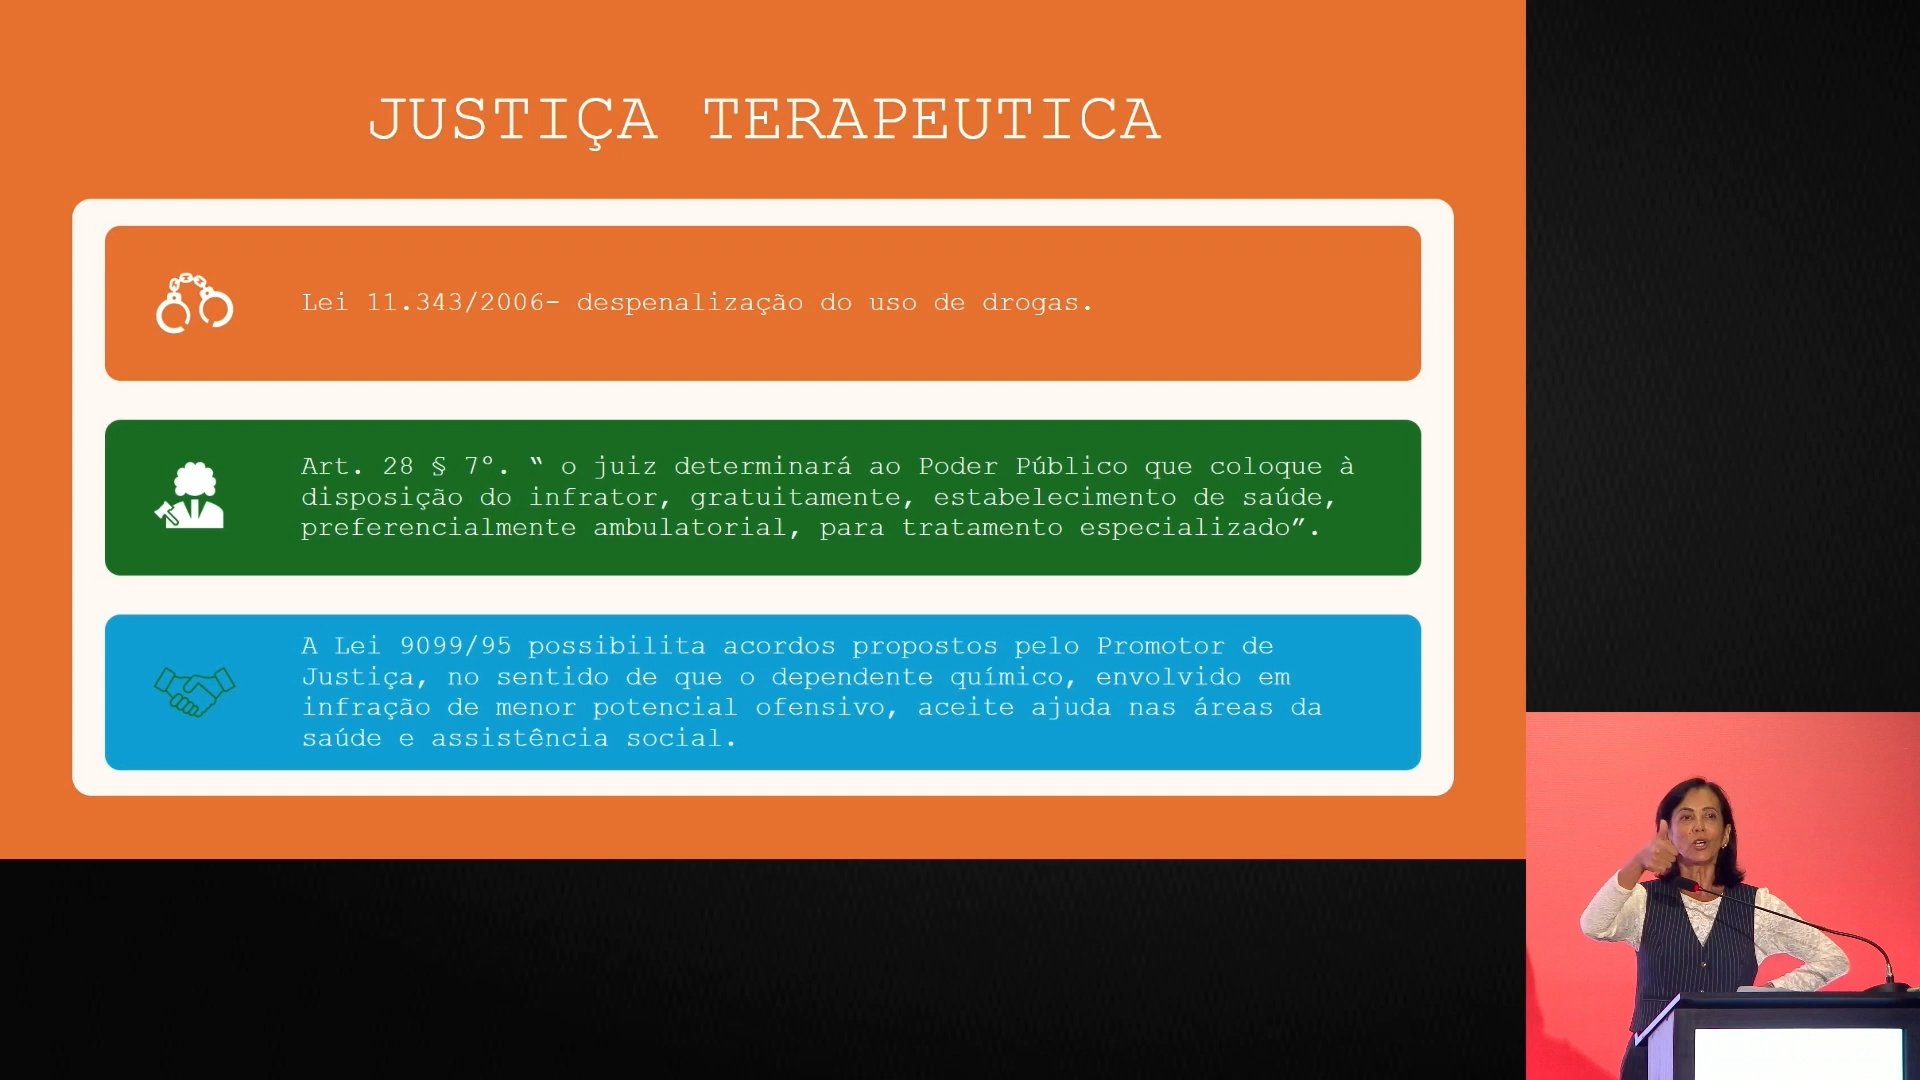 JUSTIÇA TERAPEUTICA
Lei 11.343/2006- despenalização do uso de drogas.
Art. 28 § 7º. “ o juiz determinará ao Poder Público que coloque à
disposição do infrator, gratuitamente, estabelecimento de saúde,
preferencialmente ambulatorial, para tratamento especializado”.
A Lei 9099/95 possibilita acordos propostos pelo Promotor de
Justiça, no sentido de que o dependente químico, envolvido em
infração de menor potencial ofensivo, aceite ajuda nas áreas da
saúde e assistência social.